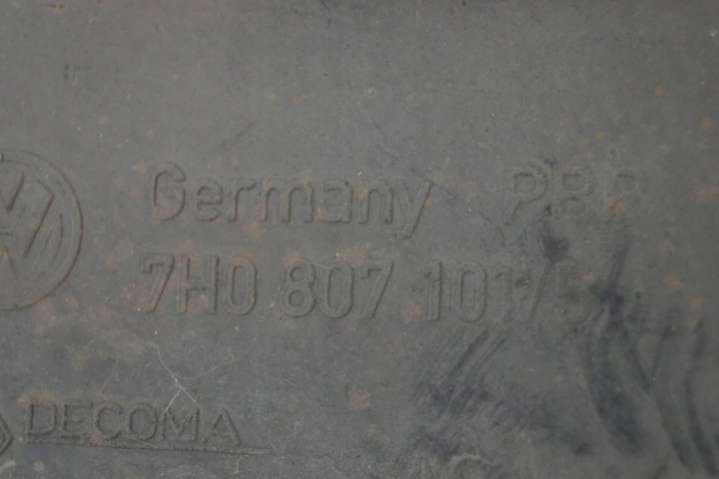 Germany
7H0 807 101/
DECOMA